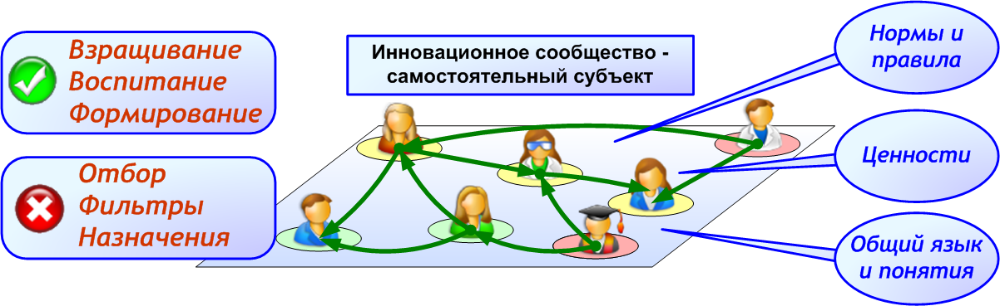 Взращивание
Воспитание
Формирование
Отбор
Фильтры
Назначения
Инновационное сообщество -
самостоятельный субъект
Нормы и
правила
Ценности
Общий язык
и понятия